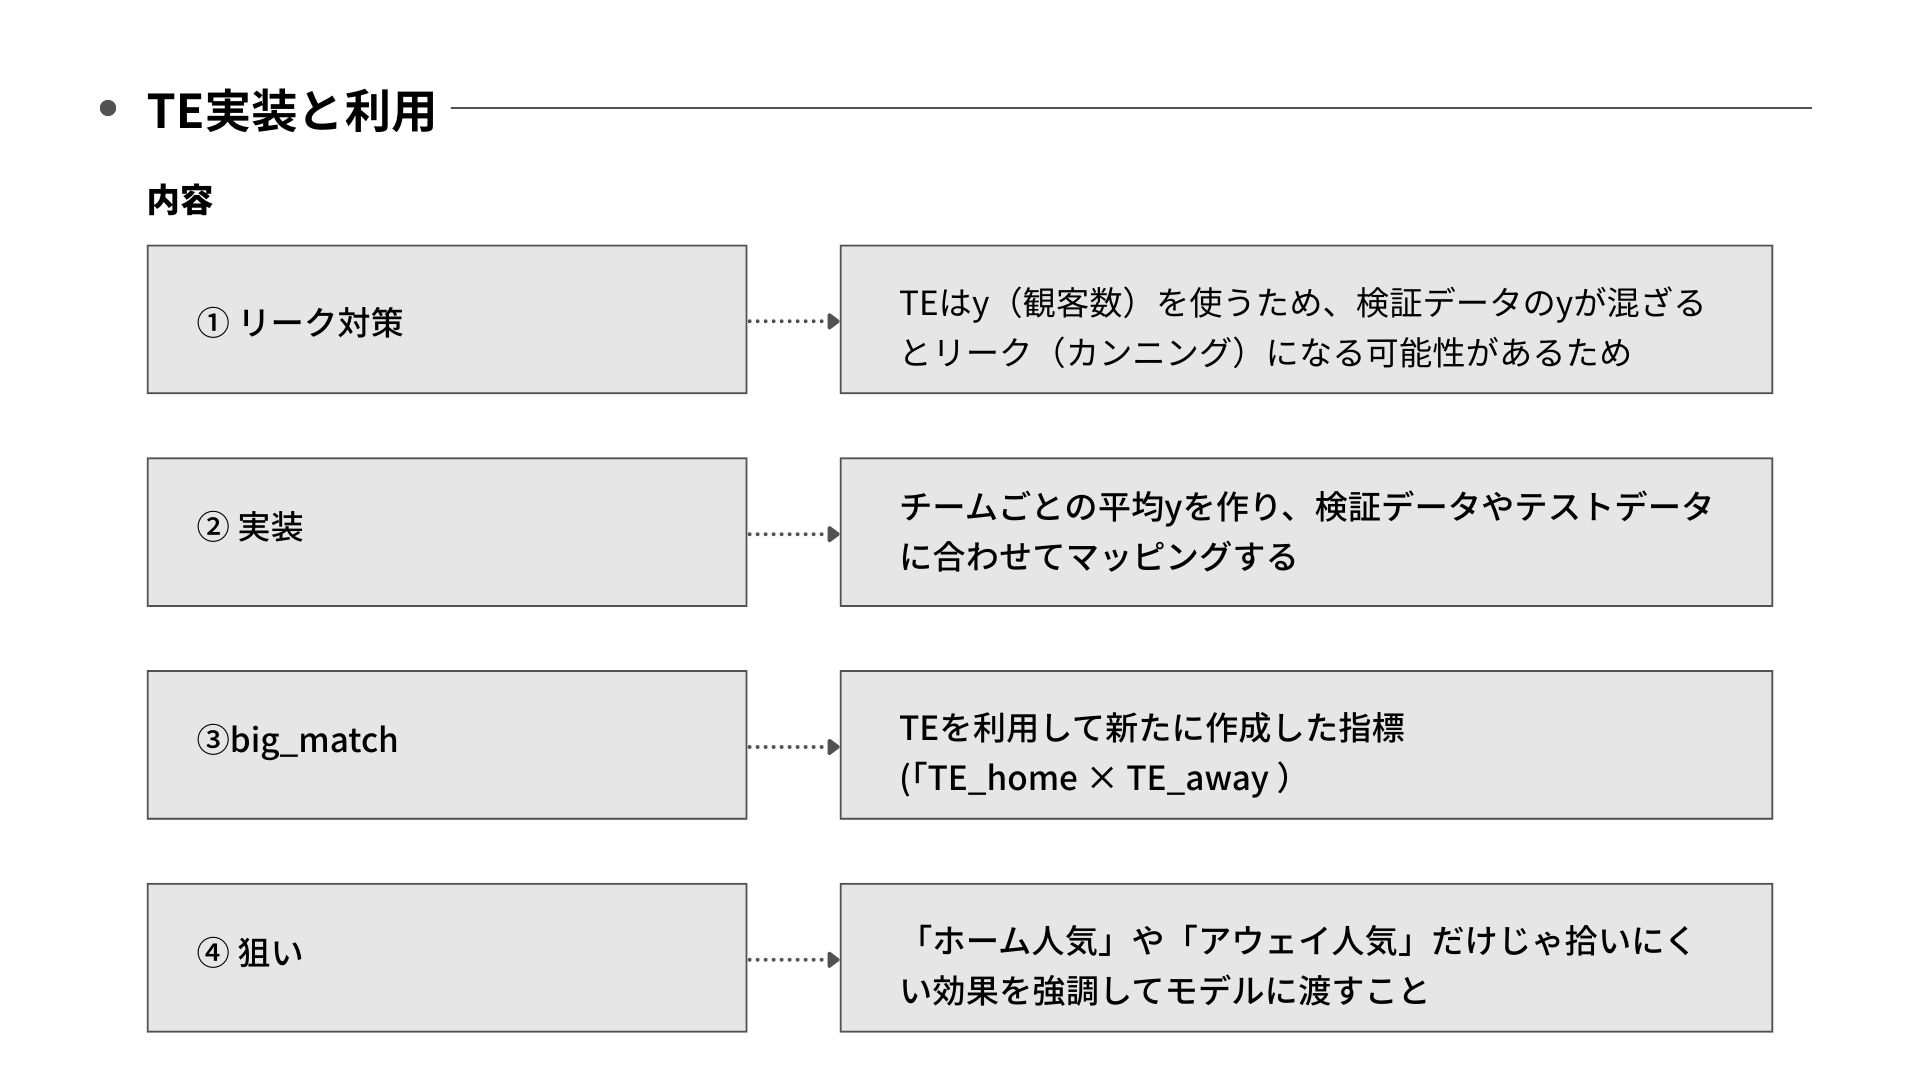 TE実装と利用
内容
① リーク対策
TEはy（観客数）を使うため、検証データのyが混ざる
とリーク（カンニング）になる可能性があるため
② 実装
チームごとの平均yを作り、検証データやテストデータ
に合わせてマッピングする
③big_match
TEを利用して新たに作成した指標
(「TE_home × TE_away ）
④ 狙い
「ホーム人気」や「アウェイ人気」だけじゃ拾いにく
い効果を強調してモデルに渡すこと